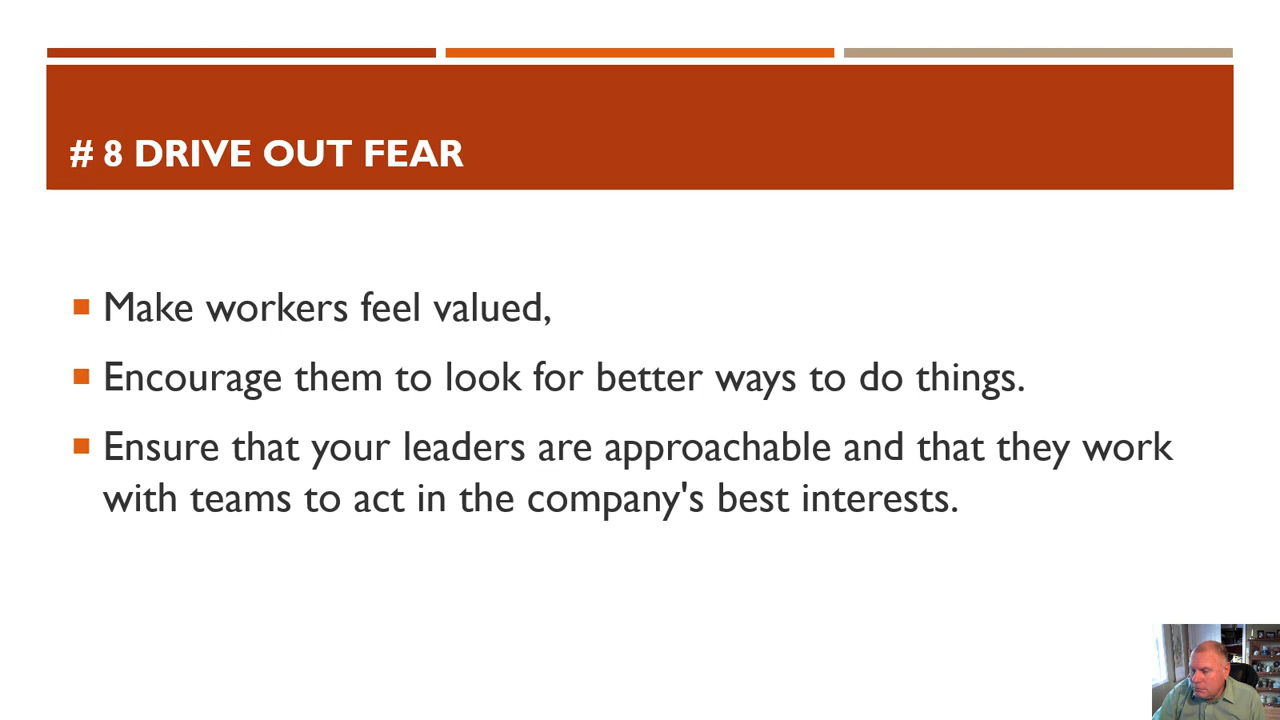 # 8 DRIVE OUT FEAR
Make workers feel valued,
Encourage them to look for better ways to do things.
Ensure that your leaders are approachable and that they work
with teams to act in the company's best interests.